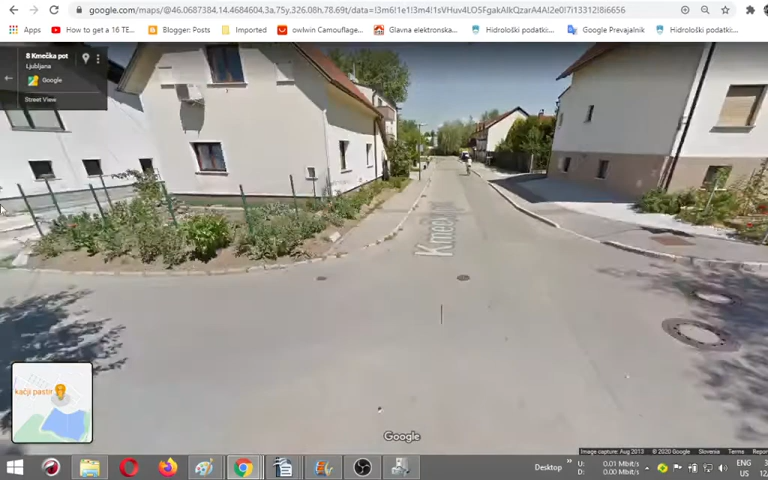 google.com/maps/@46.0687384,14.4684604,3a,75y,326.08h,78.69t/data=!3m6!1e1!3m4!1sVHuv4LO5FgakAIkQzarA4A!2e0!7i13312!8i6656
Apps
How to get a 16 TE...
Blogger: Posts
Imported
owlwin Camouflage...
Glavna elektronska...
Hidrološki podatki:...
Google Prevajalnik
Hidrološki podatki:...
8 Kmečka pot
Ljubljana
Google
Street View
Kmečka pot
kačji pastir
Google
Image capture: Aug 2013
© 2020 Google
Slovenia
Terms
Desktop
U: 0.01 Mbit/s
D: 0.00 Mbit/s
ENG
US